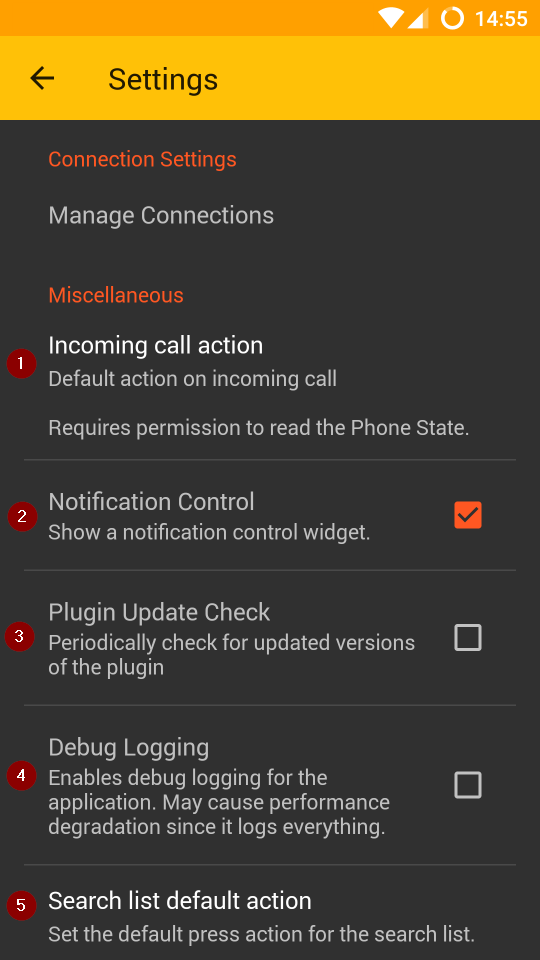 14:55
Settings
Connection Settings
Manage Connections
Miscellaneous
1
Incoming call action
Default action on incoming call
Requires permission to read the Phone State.
2
Notification Control
Show a notification control widget.
3
Plugin Update Check
Periodically check for updated versions
of the plugin
4
Debug Logging
Enables debug logging for the
application. May cause performance
degradation since it logs everything.
5
Search list default action
Set the default press action for the search list.